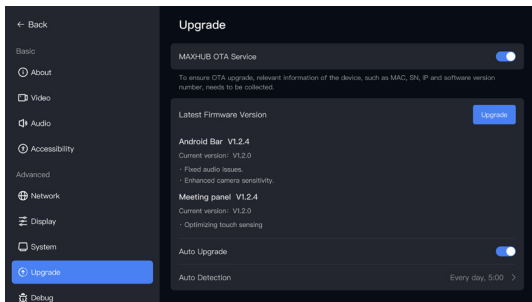 ← Back
Basic
About
Video
Audio
Accessibility
Advanced
Network
Display
System
Upgrade
Debug
Upgrade
MAXHUB OTA Service
To ensure OTA upgrade, relevant information of the device, such as MAC, SN, IP and software version
number, needs to be collected.
Latest Firmware Version
Upgrade
Android Bar V1.2.4
Current version: V1.2.0
· Fixed audio issues.
· Enhanced camera sensitivity.
Meeting panel V1.2.4
Current version: V1.2.0
· Optimizing touch sensing
Auto Upgrade
Auto Detection
Every day, 5:00 >